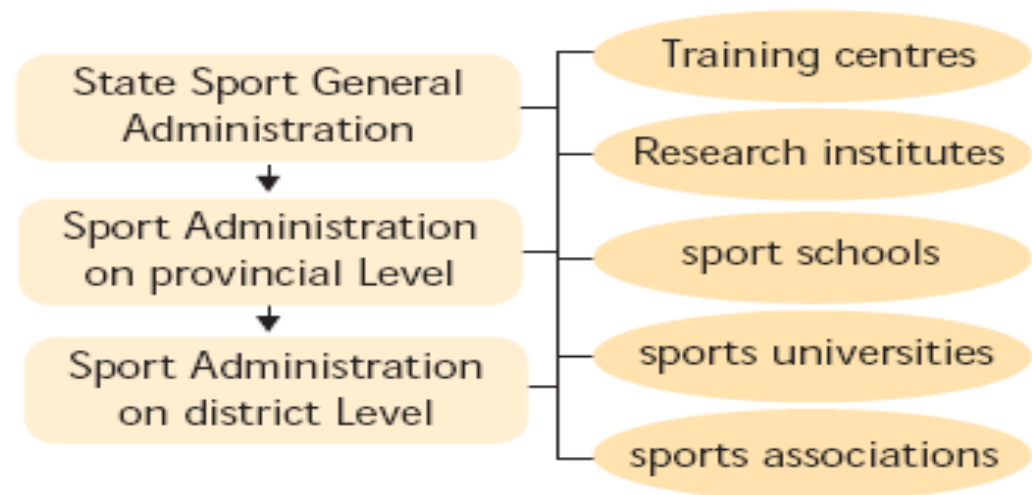 State Sport General
Administration
Sport Administration
on provincial Level
Sport Administration
on district Level
Training centres
Research institutes
sport schools
sports universities
sports associations